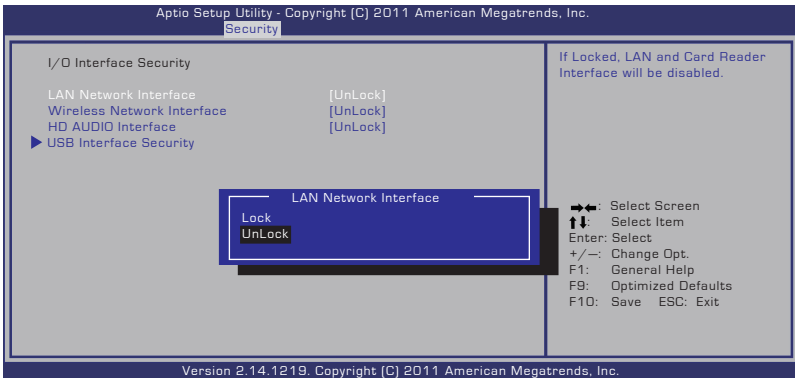 Aptio Setup Utility - Copyright (C) 2011 American Megatrends, Inc.
Security
I/O Interface Security
LAN Network Interface [UnLock]
Wireless Network Interface [UnLock]
HD AUDIO Interface [UnLock]
USB Interface Security
If Locked, LAN and Card Reader
Interface will be disabled.
LAN Network Interface
Lock
UnLock
: Select Screen
: Select Item
Enter: Select
+/—: Change Opt.
F1: General Help
F9: Optimized Defaults
F10: Save ESC: Exit
Version 2.14.1219. Copyright (C) 2011 American Megatrends, Inc.